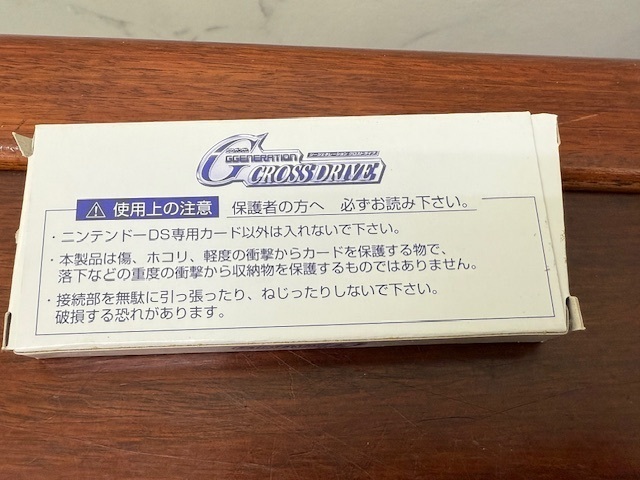 GGENERATION
CROSS DRIVE
使用上の注意 保護者の方へ 必ずお読み下さい。
・ニンテンドーDS専用カード以外は入れないで下さい。
・本製品は傷、ホコリ、軽度の衝撃からカードを保護する物で、
落下などの重度の衝撃から収納物を保護するものではありません。
・接続部を無駄に引っ張ったり、ねじったりしないで下さい。
破損する恐れがあります。